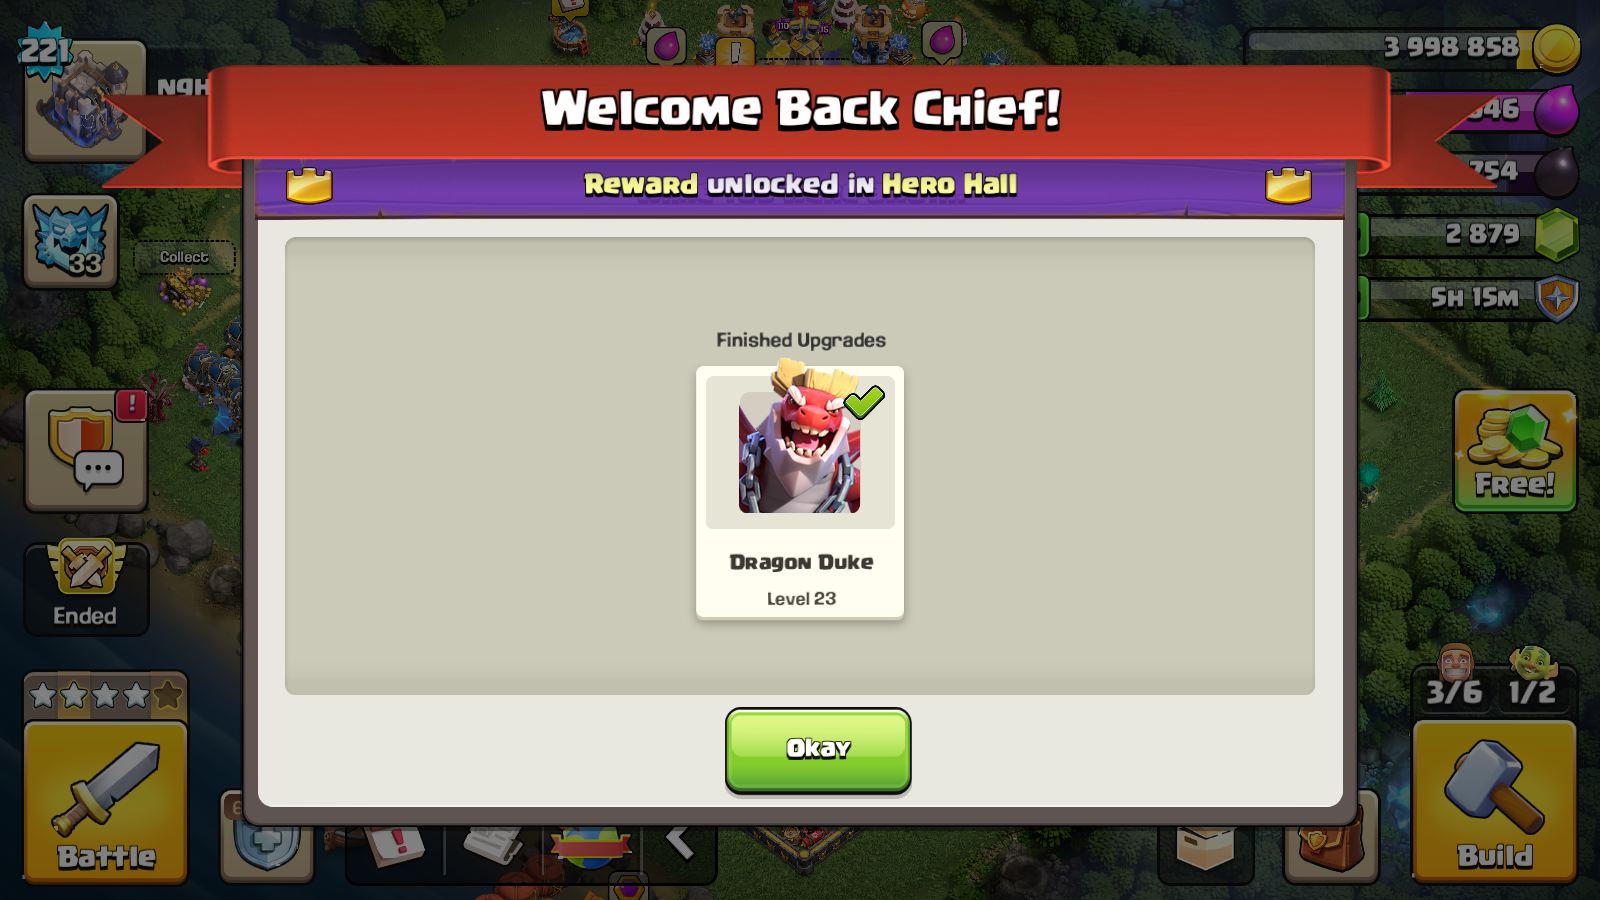 221
3 998 858
Welcome Back Chief!
Reward unlocked in Hero Hall
2 879
33
Collect
5H 15M
Finished Upgrades
!
Free!
Dragon Duke
Level 23
Ended
3/6
1/2
Okay
Battle
Build